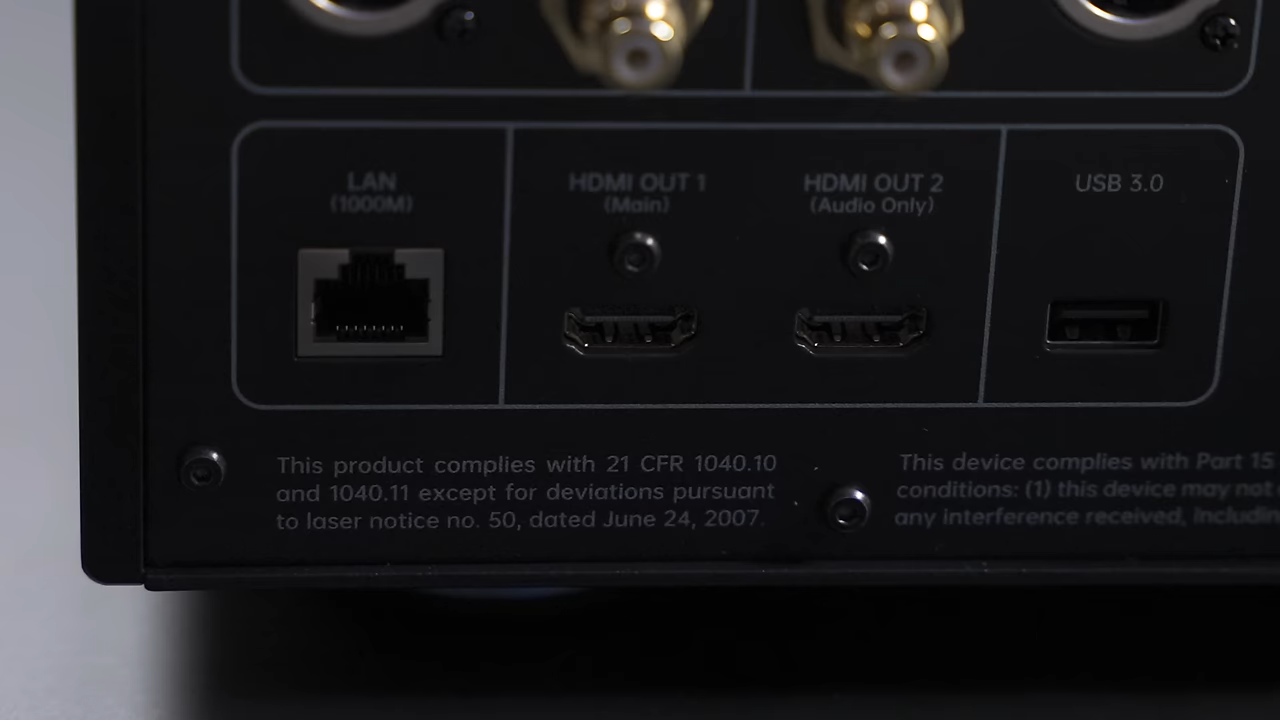 LAN
(1000M)
HDMI OUT 1
(Main)
HDMI OUT 2
(Audio Only)
USB 3.0
This product complies with 21 CFR 1040.10
and 1040.11 except for deviations pursuant
to laser notice no. 50, dated June 24, 2007.
This device complies with Part 15
conditions: (1) this device may not
any interference received,